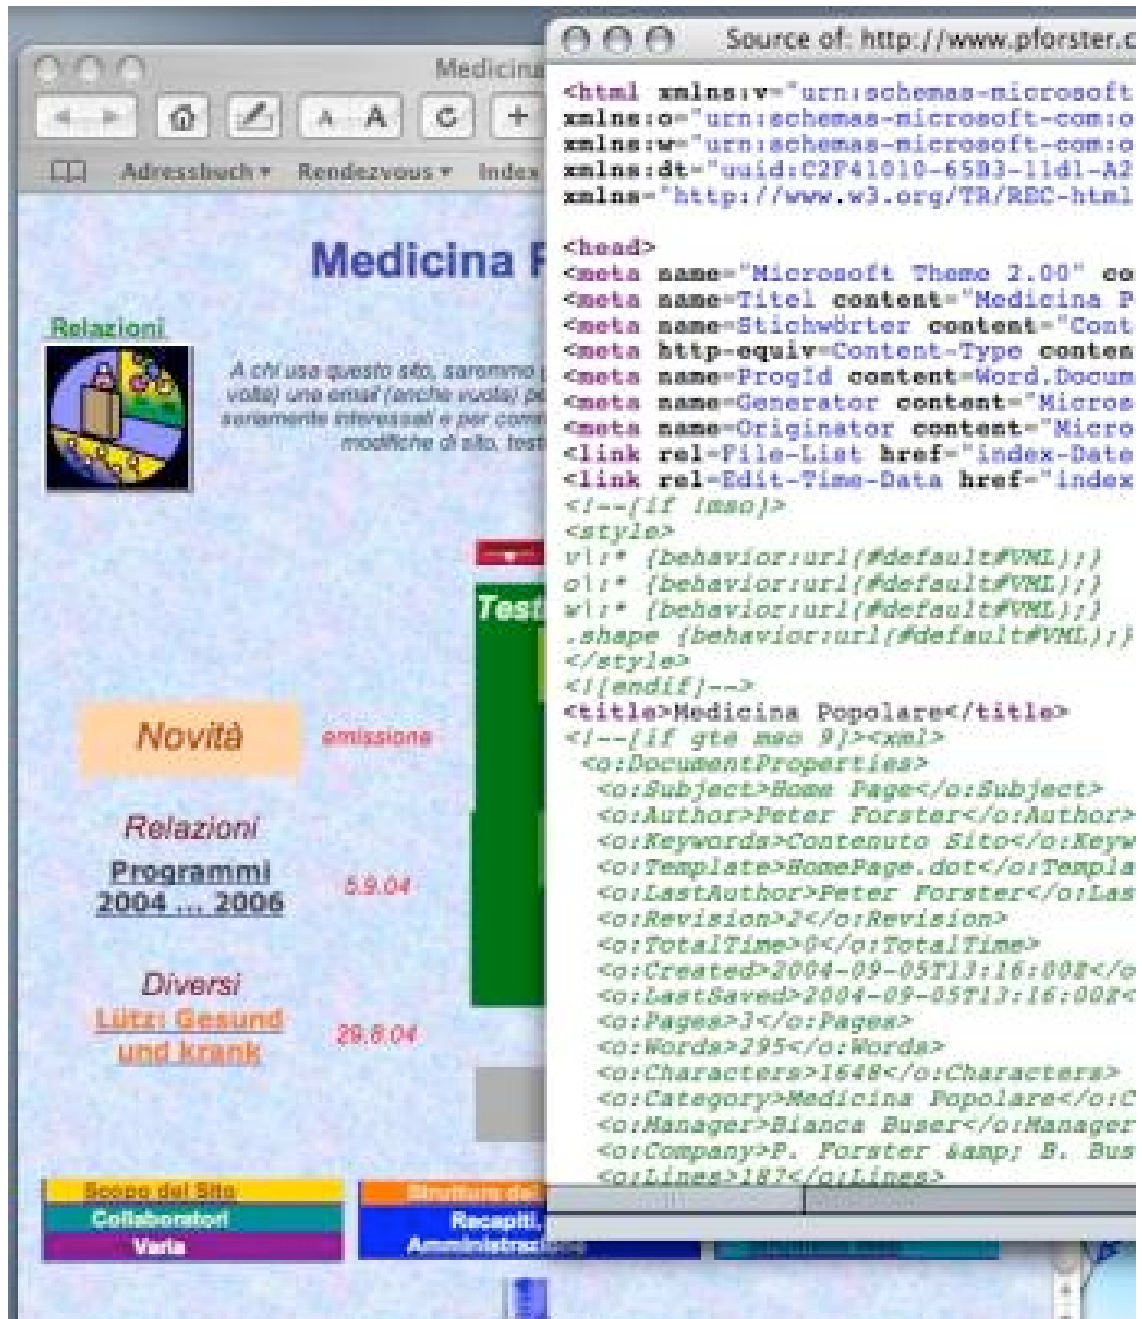 Medicina
Adressbuch Rendezvous Index
Medicina P
Relazioni
A chi usa questo sito, saremmo
volta) una email (anche vuota) pe
seriamente interessati e per com
modifiche di sito, test
Test
Novità emissione
Relazioni
Programmi
2004 ... 2006
5.9.04
Diversi
Lütz: Gesund
und krank
29.8.04
Scopo del Sito
Collaboratori
Varia
Struttura del
Recapiti,
Amministrazione
Source of: http://www.pforster.c
<html xmlns:v="urn:schemas-microsoft
xmlns:o="urn:schemas-microsoft-com:o
xmlns:w="urn:schemas-microsoft-com:o
xmlns:dt="uuid:C2F41010-65B3-11d1-A2
xmlns="http://www.w3.org/TR/REC-html
<head>
<meta name="Microsoft Theme 2.00" co
<meta name=Titel content="Medicina P
<meta name=Stichwörter content="Cont
<meta http-equiv=Content-Type conten
<meta name=ProgId content=Word.Docum
<meta name=Generator content="Micros
<meta name=Originator content="Micro
<link rel=File-List href="index-Date
<link rel=Edit-Time-Data href="index
<!--[if !mso]>
<style>
v\:* {behavior:url(#default#VML);}
o\:* {behavior:url(#default#VML);}
w\:* {behavior:url(#default#VML);}
.shape {behavior:url(#default#VML);}
</style>
<![endif]-->
<title>Medicina Popolare</title>
<!--[if gte mso 9]><xml>
<o:DocumentProperties>
<o:Subject>Home Page</o:Subject>
<o:Author>Peter Forster</o:Author>
<o:Keywords>Contenuto Sito</o:Keyw
<o:Template>HomePage.dot</o:Templa
<o:LastAuthor>Peter Forster</o:Las
<o:Revision>2</o:Revision>
<o:TotalTime>0</o:TotalTime>
<o:Created>2004-09-05T13:16:00Z</o
<o:LastSaved>2004-09-05T13:16:00Z<
<o:Pages>3</o:Pages>
<o:Words>295</o:Words>
<o:Characters>1648</o:Characters>
<o:Category>Medicina Popolare</o:C
<o:Manager>Bianca Buser</o:Manager
<o:Company>P. Forster &amp; B. Bus
<o:Lines>187</o:Lines>